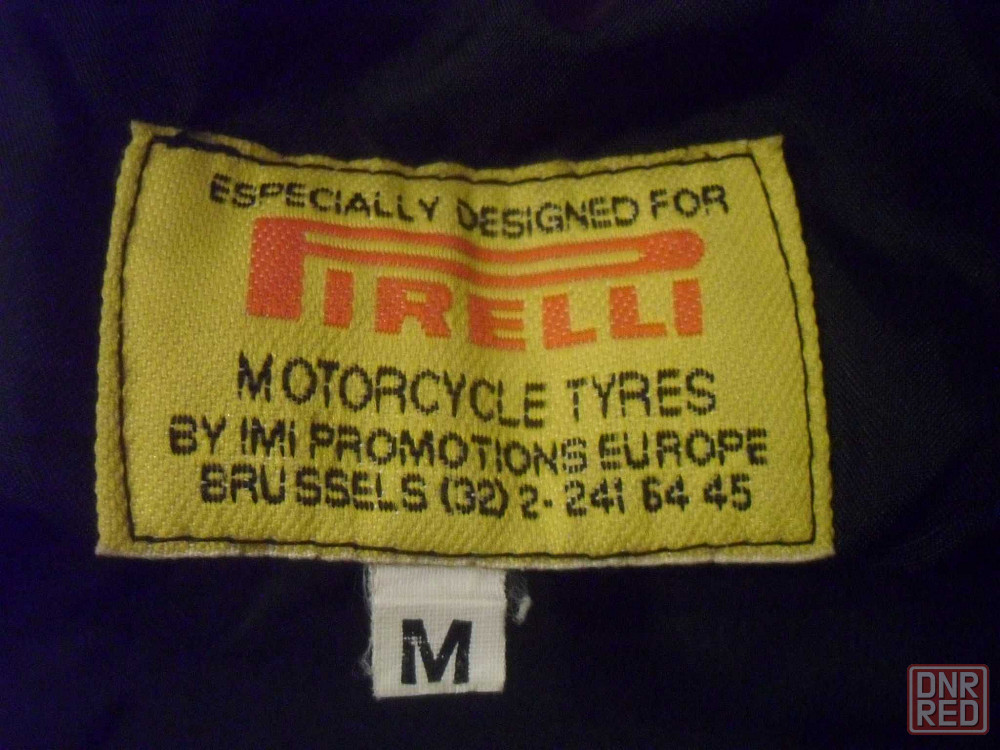 ESPECIALLY DESIGNED FOR
PIRELLI
MOTORCYCLE TYRES
BY IMI PROMOTIONS EUROPE
BRUSSELS (32) 2-241 64 45
M
DNR
RED